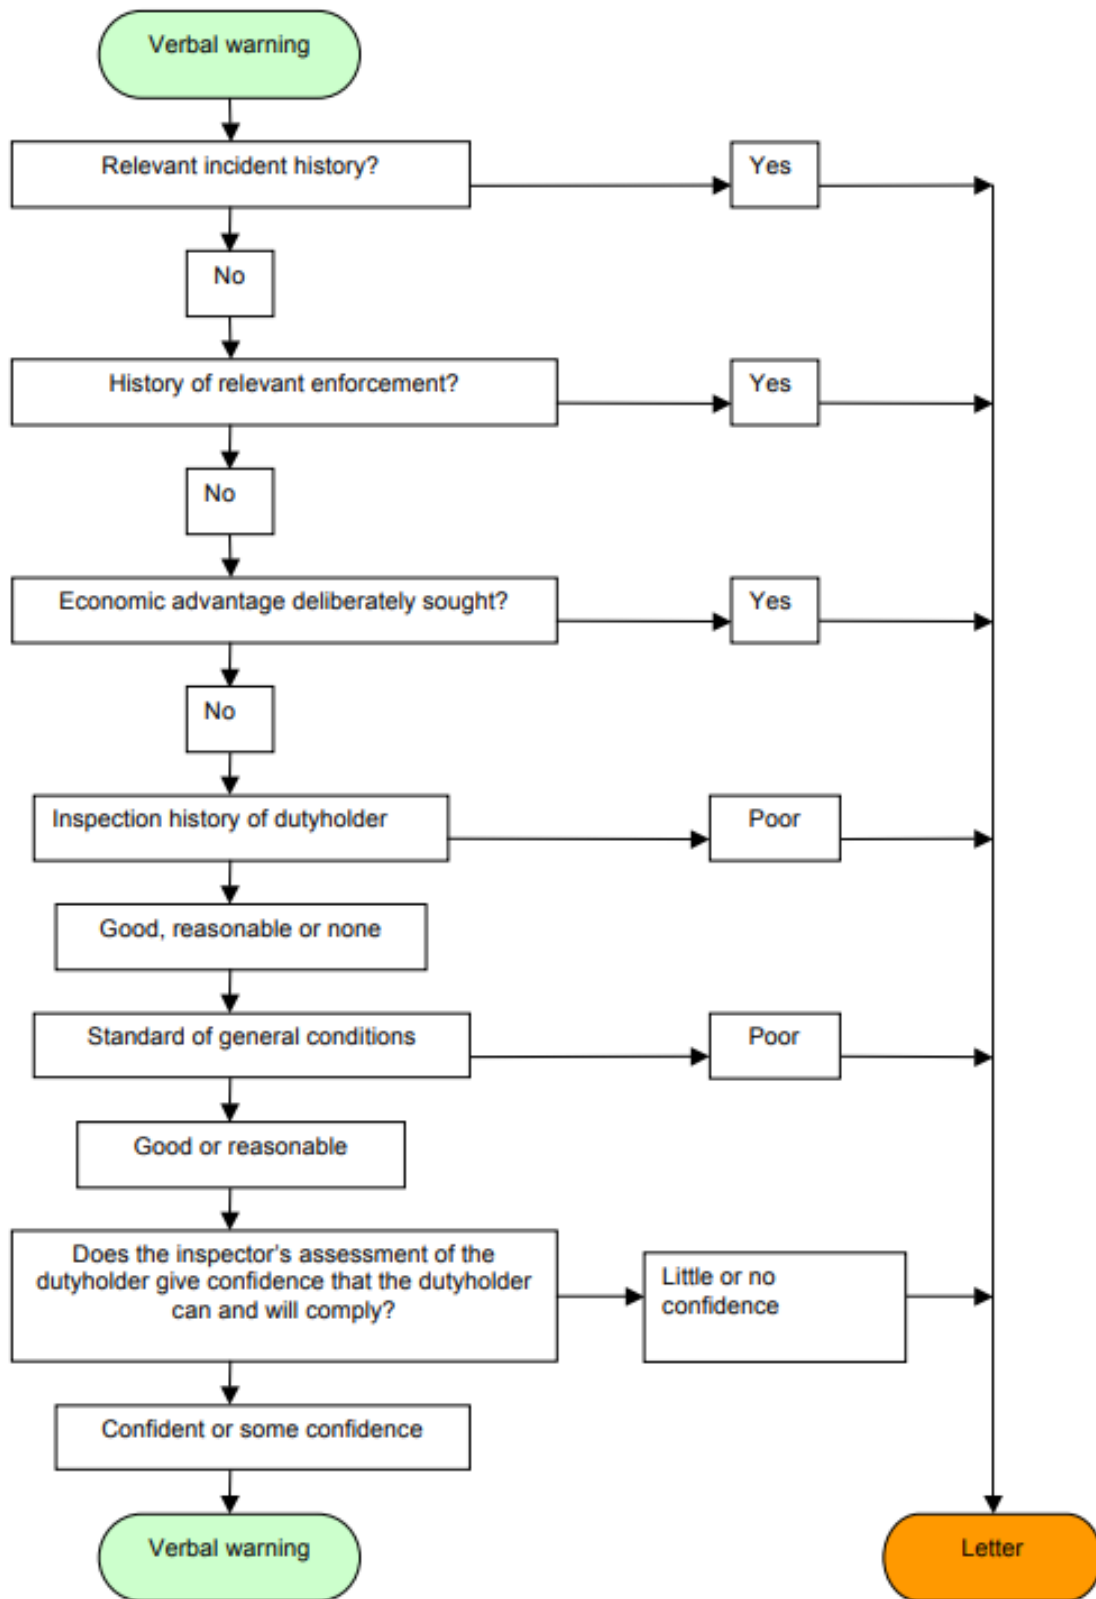 Verbal warning
Relevant incident history?
Yes
No
History of relevant enforcement?
Yes
No
Economic advantage deliberately sought?
Yes
No
Inspection history of dutyholder
Poor
Good, reasonable or none
Standard of general conditions
Poor
Good or reasonable
Does the inspector's assessment of the
dutyholder give confidence that the dutyholder
can and will comply?
Little or no
confidence
Confident or some confidence
Verbal warning
Letter